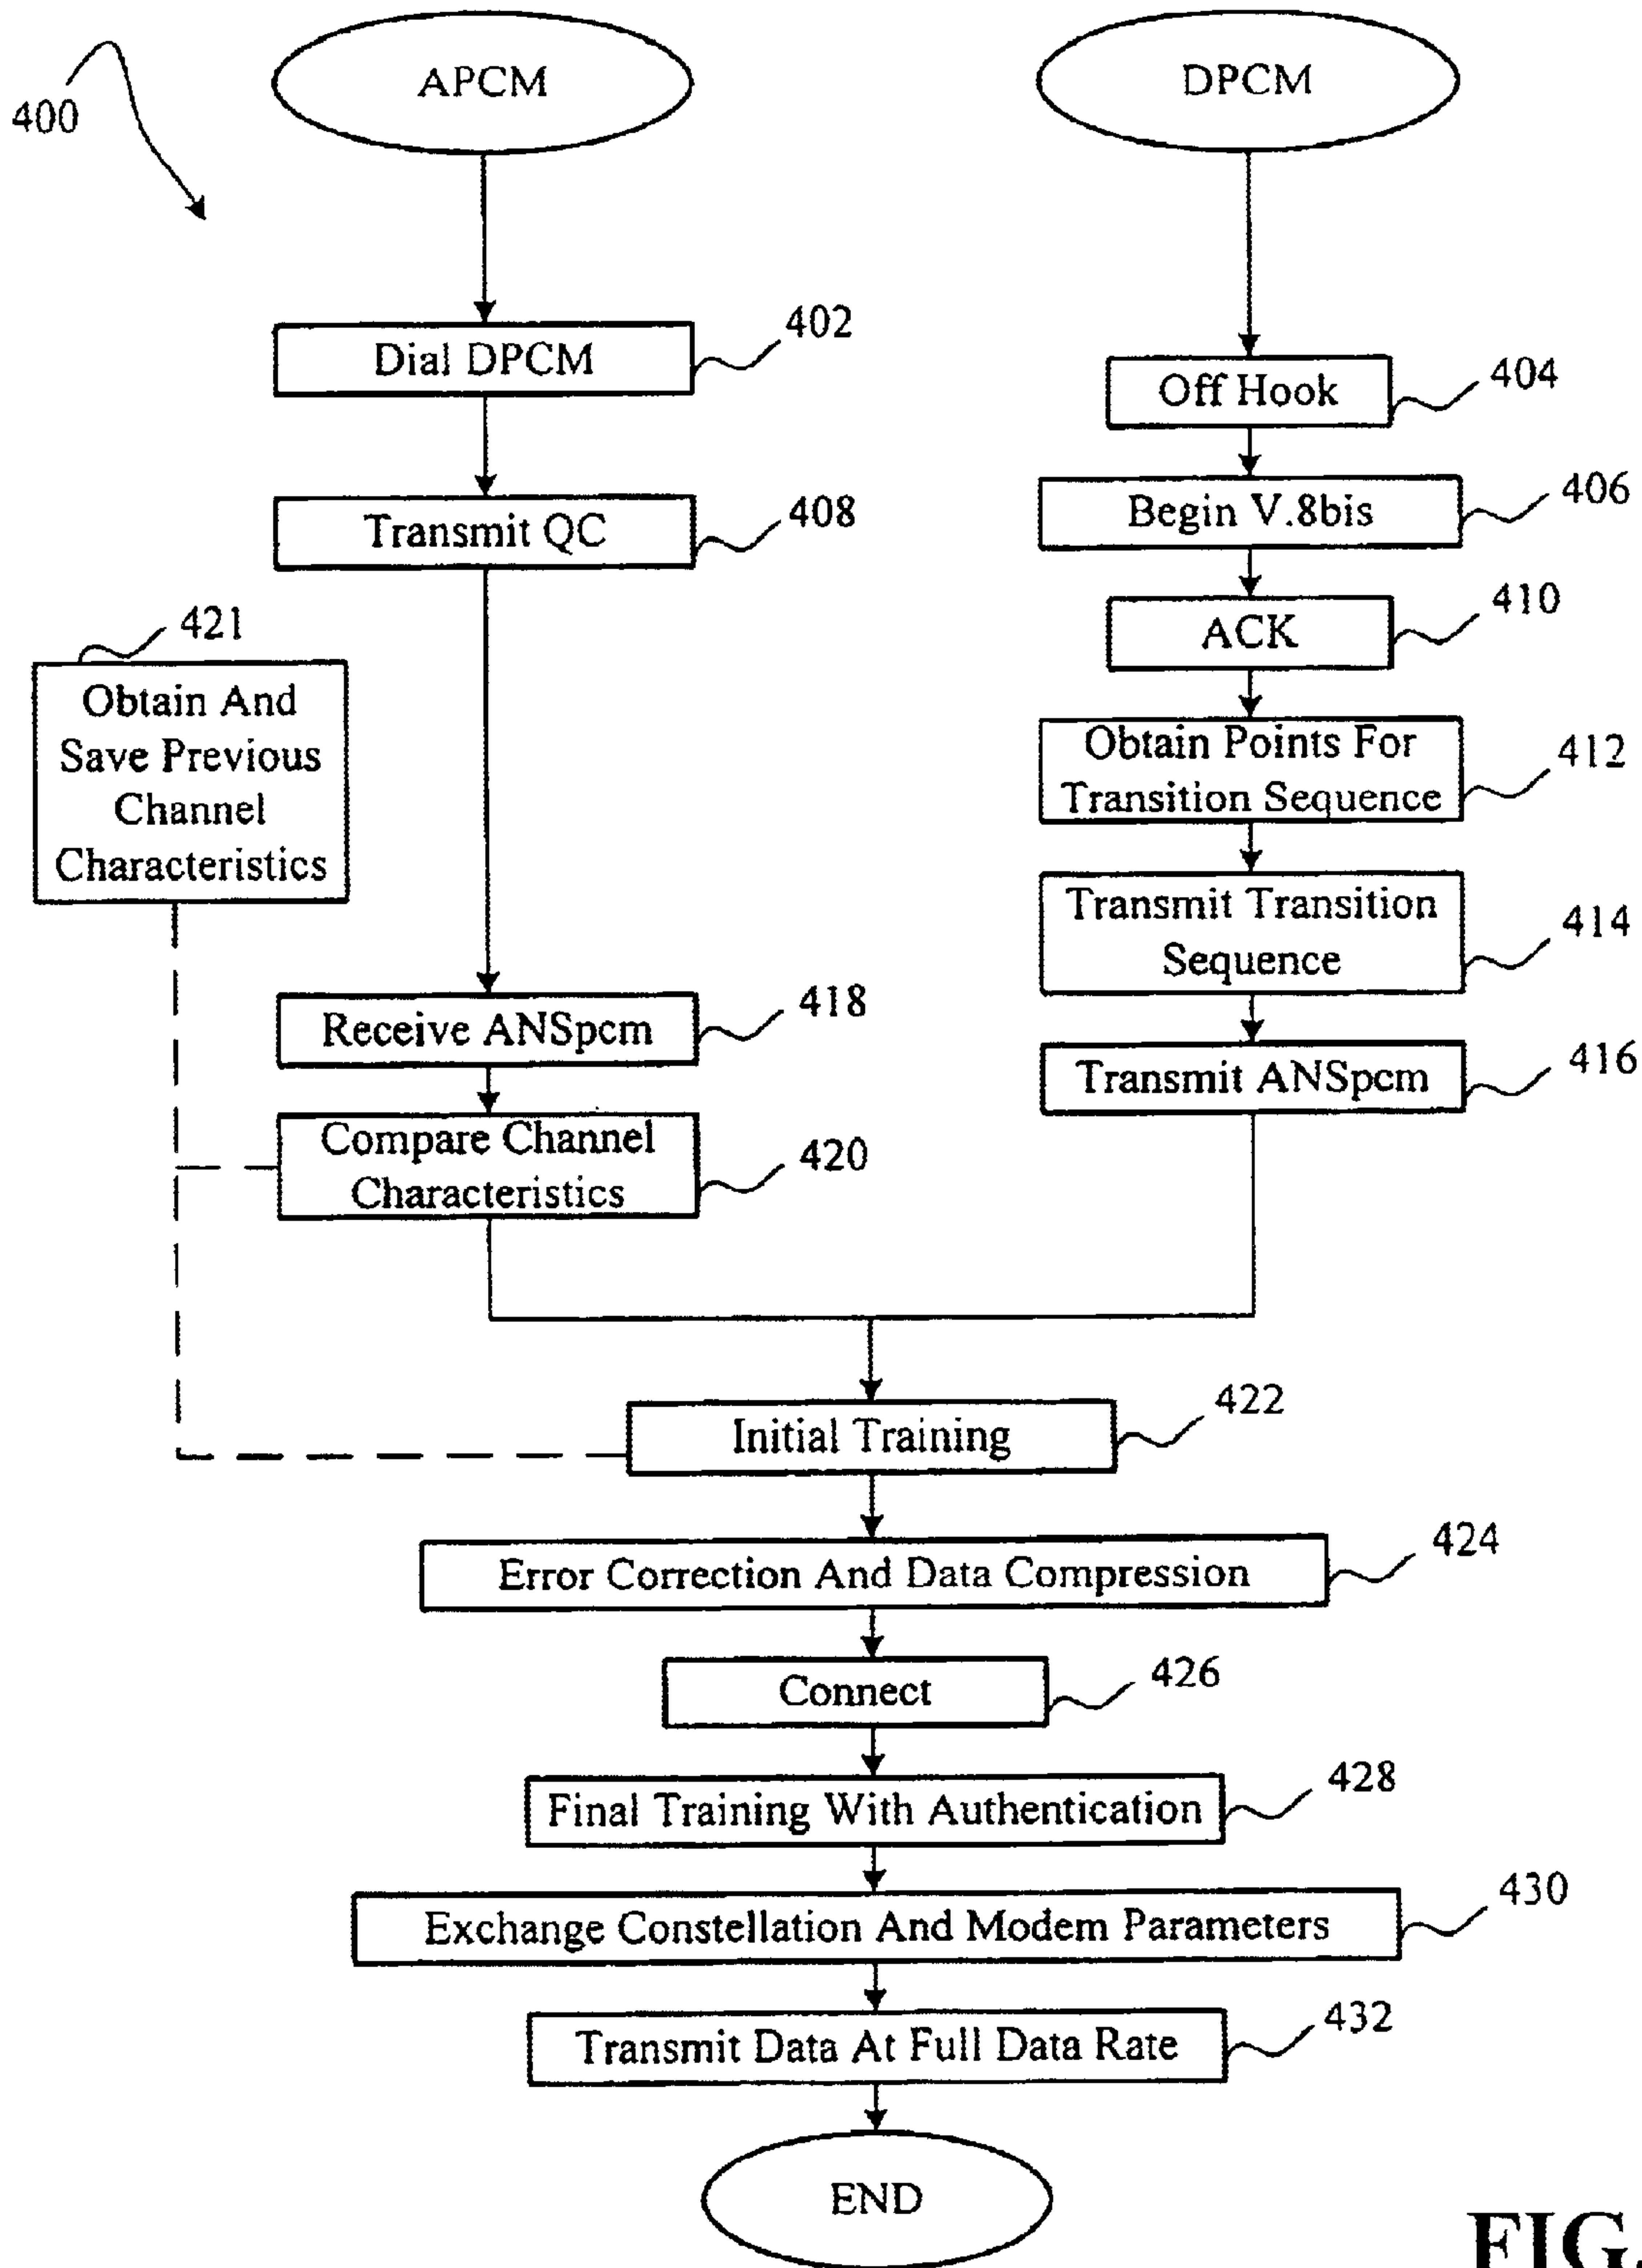 APCM
DPCM
400
402
Dial DPCM
404
Off Hook
406
Begin V.8bis
408
Transmit QC
410
ACK
421
Obtain And
Save Previous
Channel
Characteristics
Obtain Points For
Transition Sequence
412
Transmit Transition
Sequence
414
418
Receive ANSpcm
416
Transmit ANSpcm
Compare Channel
Characteristics
420
422
Initial Training
424
Error Correction And Data Compression
426
Connect
428
Final Training With Authentication
430
Exchange Constellation And Modem Parameters
432
Transmit Data At Full Data Rate
END
FIG.